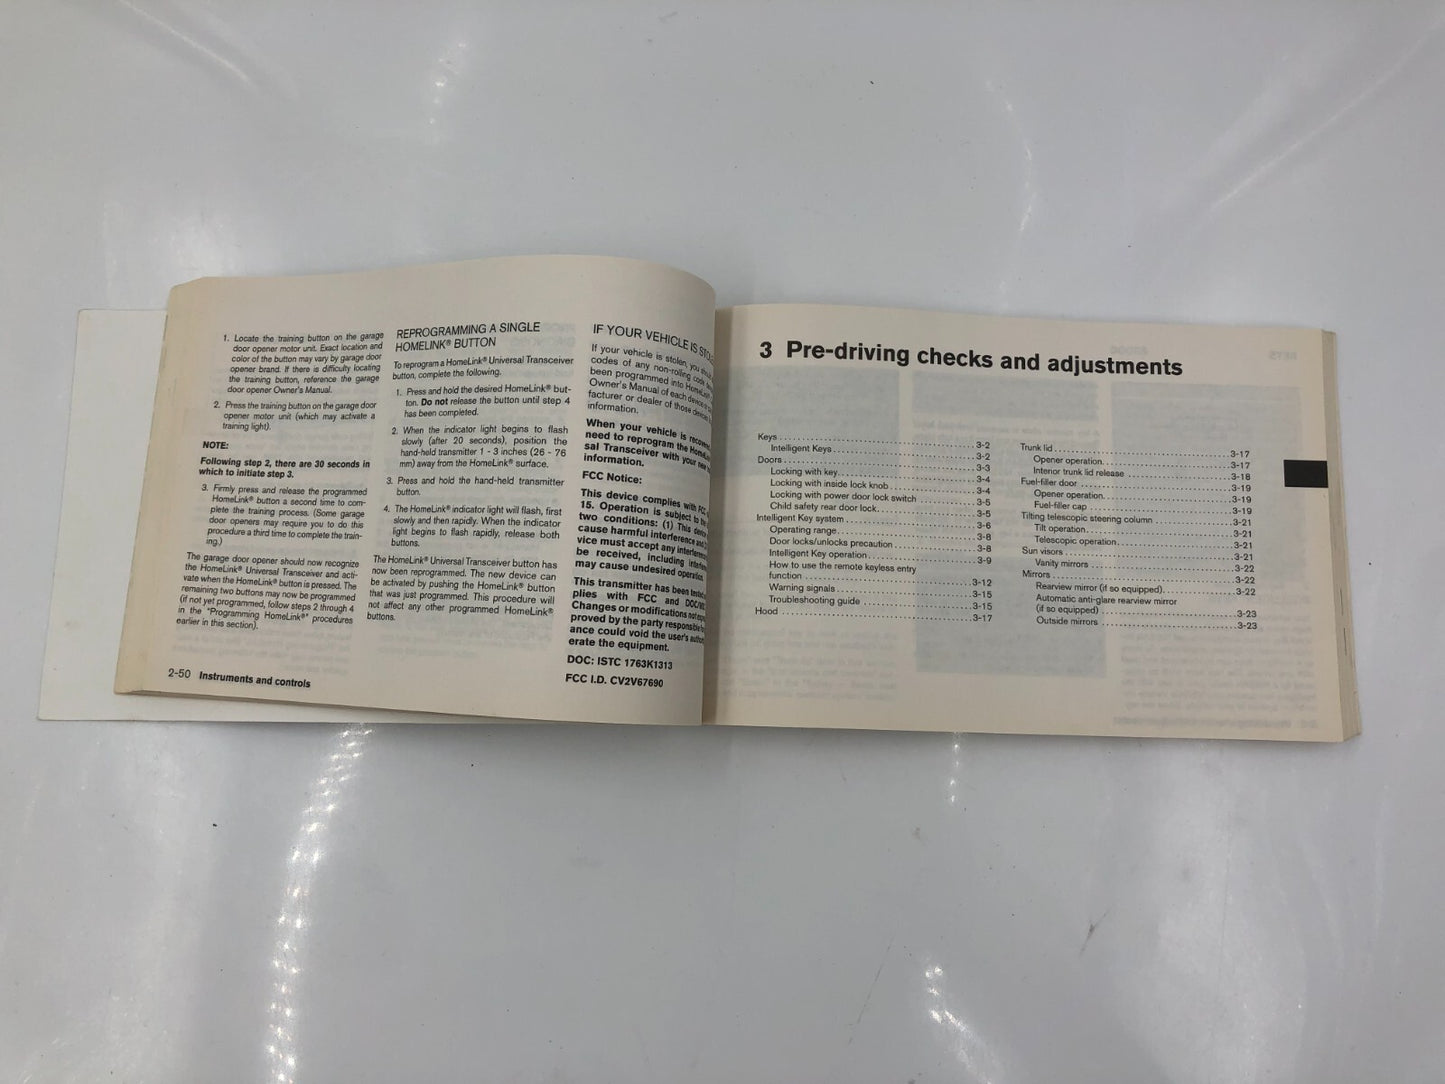 1. Locate the training button on the garage
door opener motor unit. Exact location and
color of the button may vary by garage door
opener brand. If there is difficulty locating
the training button, reference the garage
door opener Owner's Manual.
2. Press the training button on the garage door
opener motor unit (which may activate a
training light).
NOTE:
Following step 2, there are 30 seconds in
which to initiate step 3.
3. Firmly press and release the programmed
HomeLink® button a second time to com-
plete the training process. (Some garage
door openers may require you to do this
procedure a third time to complete the train-
ing.)
The garage door opener should now recognize
the HomeLink® Universal Transceiver and acti-
vate when the HomeLink® button is pressed. The
remaining two buttons may now be programmed
(if not yet programmed, follow steps 2 through 4
in the "Programming HomeLink®" procedures
earlier in this section).
2-50 Instruments and controls
REPROGRAMMING A SINGLE
HOMELINK® BUTTON
To reprogram a HomeLink® Universal Transceiver
button, complete the following.
1. Press and hold the desired HomeLink® but-
ton. Do not release the button until step 4
has been completed.
2. When the indicator light begins to flash
slowly (after 20 seconds), position the
hand-held transmitter 1 - 3 inches (26 - 76
mm) away from the HomeLink® surface.
3. Press and hold the hand-held transmitter
button.
4. The HomeLink® indicator light will flash, first
slowly and then rapidly. When the indicator
light begins to flash rapidly, release both
buttons.
The HomeLink® Universal Transceiver button has
now been reprogrammed. The new device can
be activated by pushing the HomeLink® button
that was just programmed. This procedure will
not affect any other programmed HomeLink®
buttons.
IF YOUR VEHICLE IS
If your vehicle is stolen, you
codes of any non-rolling code
been programmed into HomeLink®
Owner's Manual of each device
facturer or dealer of those devices
information.
When your vehicle is
need to reprogram the
sal Transceiver with your new
information.
FCC Notice:
This device complies with FCC
15. Operation is subject to the
two conditions: (1) This
cause harmful interference and
vice must accept any
be received, including
may cause undesired operation.
This transmitter has been
plies with FCC and
Changes or modifications not
proved by the party responsible
ance could void the user's
erate the equipment.
DOC: ISTC 1763K1313
FCC I.D. CV2V67690
3 Pre-driving checks and adjustments
Keys ........ 3-2
Intelligent Keys ........ 3-2
Doors ........ 3-3
Locking with key ........ 3-4
Locking with inside lock knob ........ 3-4
Locking with power door lock switch ........ 3-5
Child safety rear door lock ........ 3-5
Intelligent Key system ........ 3-6
Operating range ........ 3-8
Door locks/unlocks precaution ........ 3-8
Intelligent Key operation ........ 3-9
How to use the remote keyless entry
function ........ 3-12
Warning signals ........ 3-15
Troubleshooting guide ........ 3-15
Hood ........ 3-17
Trunk lid ........ 3-17
Opener operation ........ 3-17
Interior trunk lid release ........ 3-18
Fuel-filler door ........ 3-19
Opener operation ........ 3-19
Fuel-filler cap ........ 3-19
Tilting telescopic steering column ........ 3-21
Tilt operation ........ 3-21
Telescopic operation ........ 3-21
Sun visors ........ 3-21
Vanity mirrors ........ 3-22
Mirrors ........ 3-22
Rearview mirror (if so equipped) ........ 3-22
Automatic anti-glare rearview mirror
(if so equipped) ........ 3-23
Outside mirrors ........ 3-23